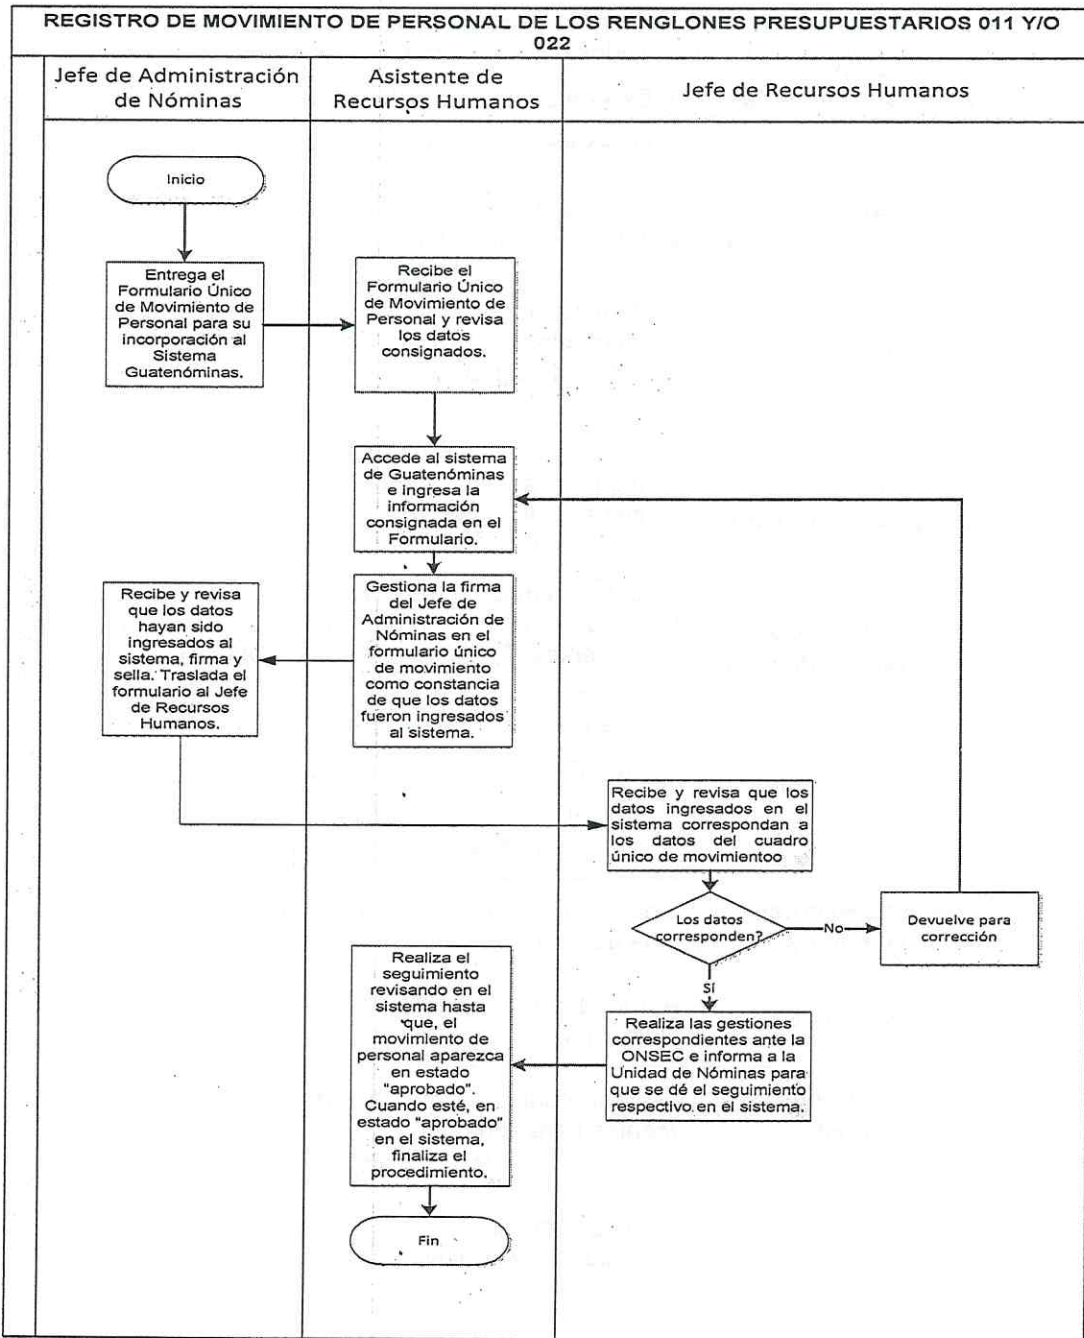 REGISTRO DE MOVIMIENTO DE PERSONAL DE LOS RENGLONES PRESUPUESTARIOS 011 Y/O
022
Jefe de Administración
de Nóminas
Asistente de
Recursos Humanos
Jefe de Recursos Humanos
Inicio
Entrega el
Formulario Único
de Movimiento de
Personal para su
incorporación al
Sistema
Guatenóminas.
Recibe el
Formulario Único
de Movimiento de
Personal y revisa
los datos
consignados.
Accede al sistema
de Guatenóminas
e ingresa la
información
consignada en el
Formulario.
Gestiona la firma
del Jefe de
Administración de
Nóminas en el
formulario único
de movimiento
como constancia
de que los datos
fueron ingresados
al sistema.
Recibe y revisa
que los datos
hayan sido
ingresados al
sistema, firma y
sella. Traslada el
formulario al Jefe
de Recursos
Humanos.
Recibe y revisa que los
datos ingresados en el
sistema correspondan a
los datos del cuadro
único de movimientoo
Los datos
corresponden?
No
Devuelve para
corrección
SÍ
Realiza las gestiones
correspondientes ante la
ONSEC e informa a la
Unidad de Nóminas para
que se dé el seguimiento
respectivo en el sistema.
Realiza el
seguimiento
revisando en el
sistema hasta
que, el
movimiento de
personal aparezca
en estado
"aprobado".
Cuando esté, en
estado "aprobado"
en el sistema,
finaliza el
procedimiento.
Fin